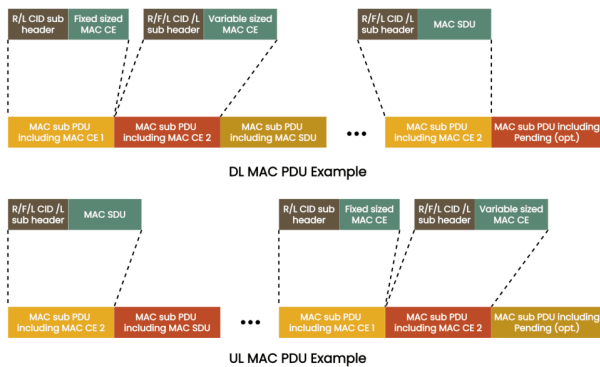 R/L CID sub
header
Fixed sized
MAC CE
R/F/L CID /L
sub header
Variable sized
MAC CE
R/F/L CID /L
sub header
MAC SDU
MAC sub PDU
including MAC CE 1
MAC sub PDU
including MAC CE 2
MAC sub PDU
including MAC SDU
MAC sub PDU
including MAC CE 2
MAC sub PDU including
Pending (opt.)
DL MAC PDU Example
R/F/L CID /L
sub header
MAC SDU
R/L CID sub
header
Fixed sized
MAC CE
R/F/L CID /L
sub header
Variable sized
MAC CE
MAC sub PDU
including MAC CE 2
MAC sub PDU
including MAC SDU
MAC sub PDU
including MAC CE 1
MAC sub PDU
including MAC CE 2
MAC sub PDU including
Pending (opt.)
UL MAC PDU Example